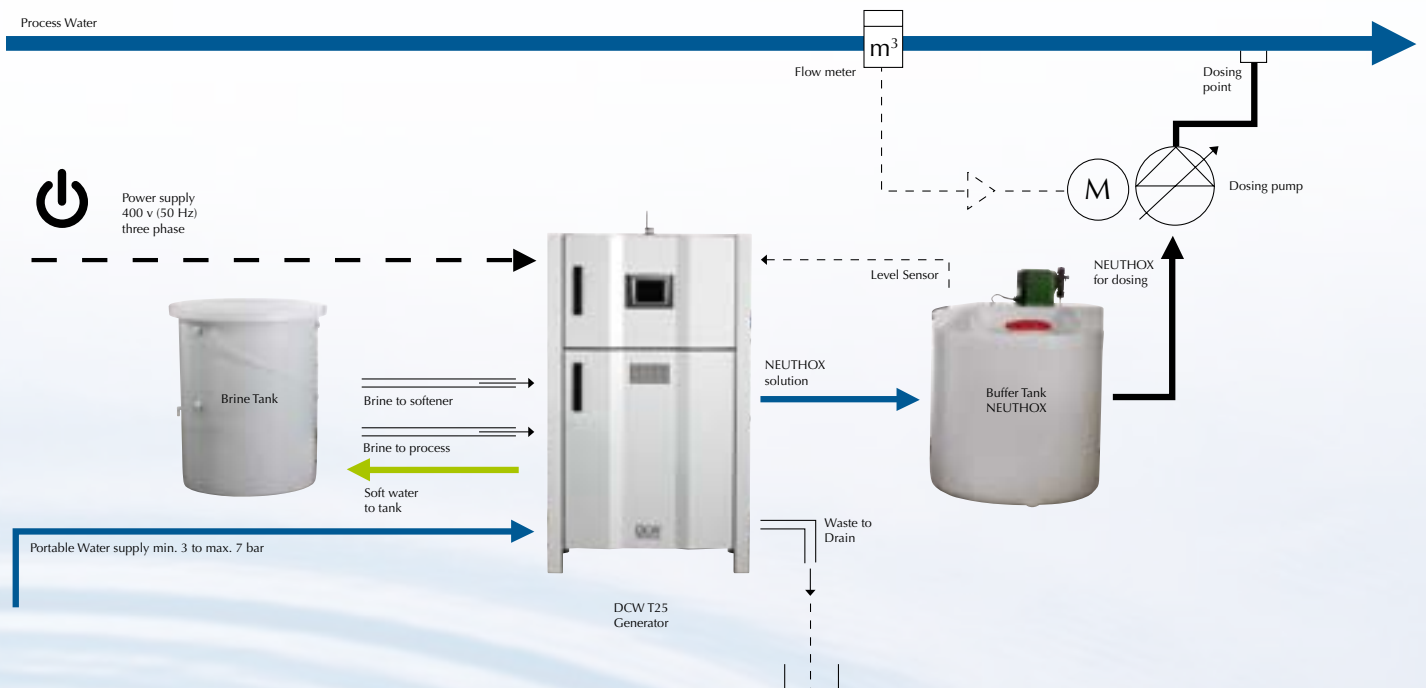 Process Water
m³
Flow meter
Dosing
point
Power supply
400 v (50 Hz)
three phase
M
Dosing pump
Level Sensor
NEUTHOX
for dosing
Brine Tank
Brine to softener
Brine to process
Soft water
to tank
NEUTHOX
solution
Buffer Tank
NEUTHOX
Portable Water supply min. 3 to max. 7 bar
DCW
Waste to
Drain
DCW T25
Generator